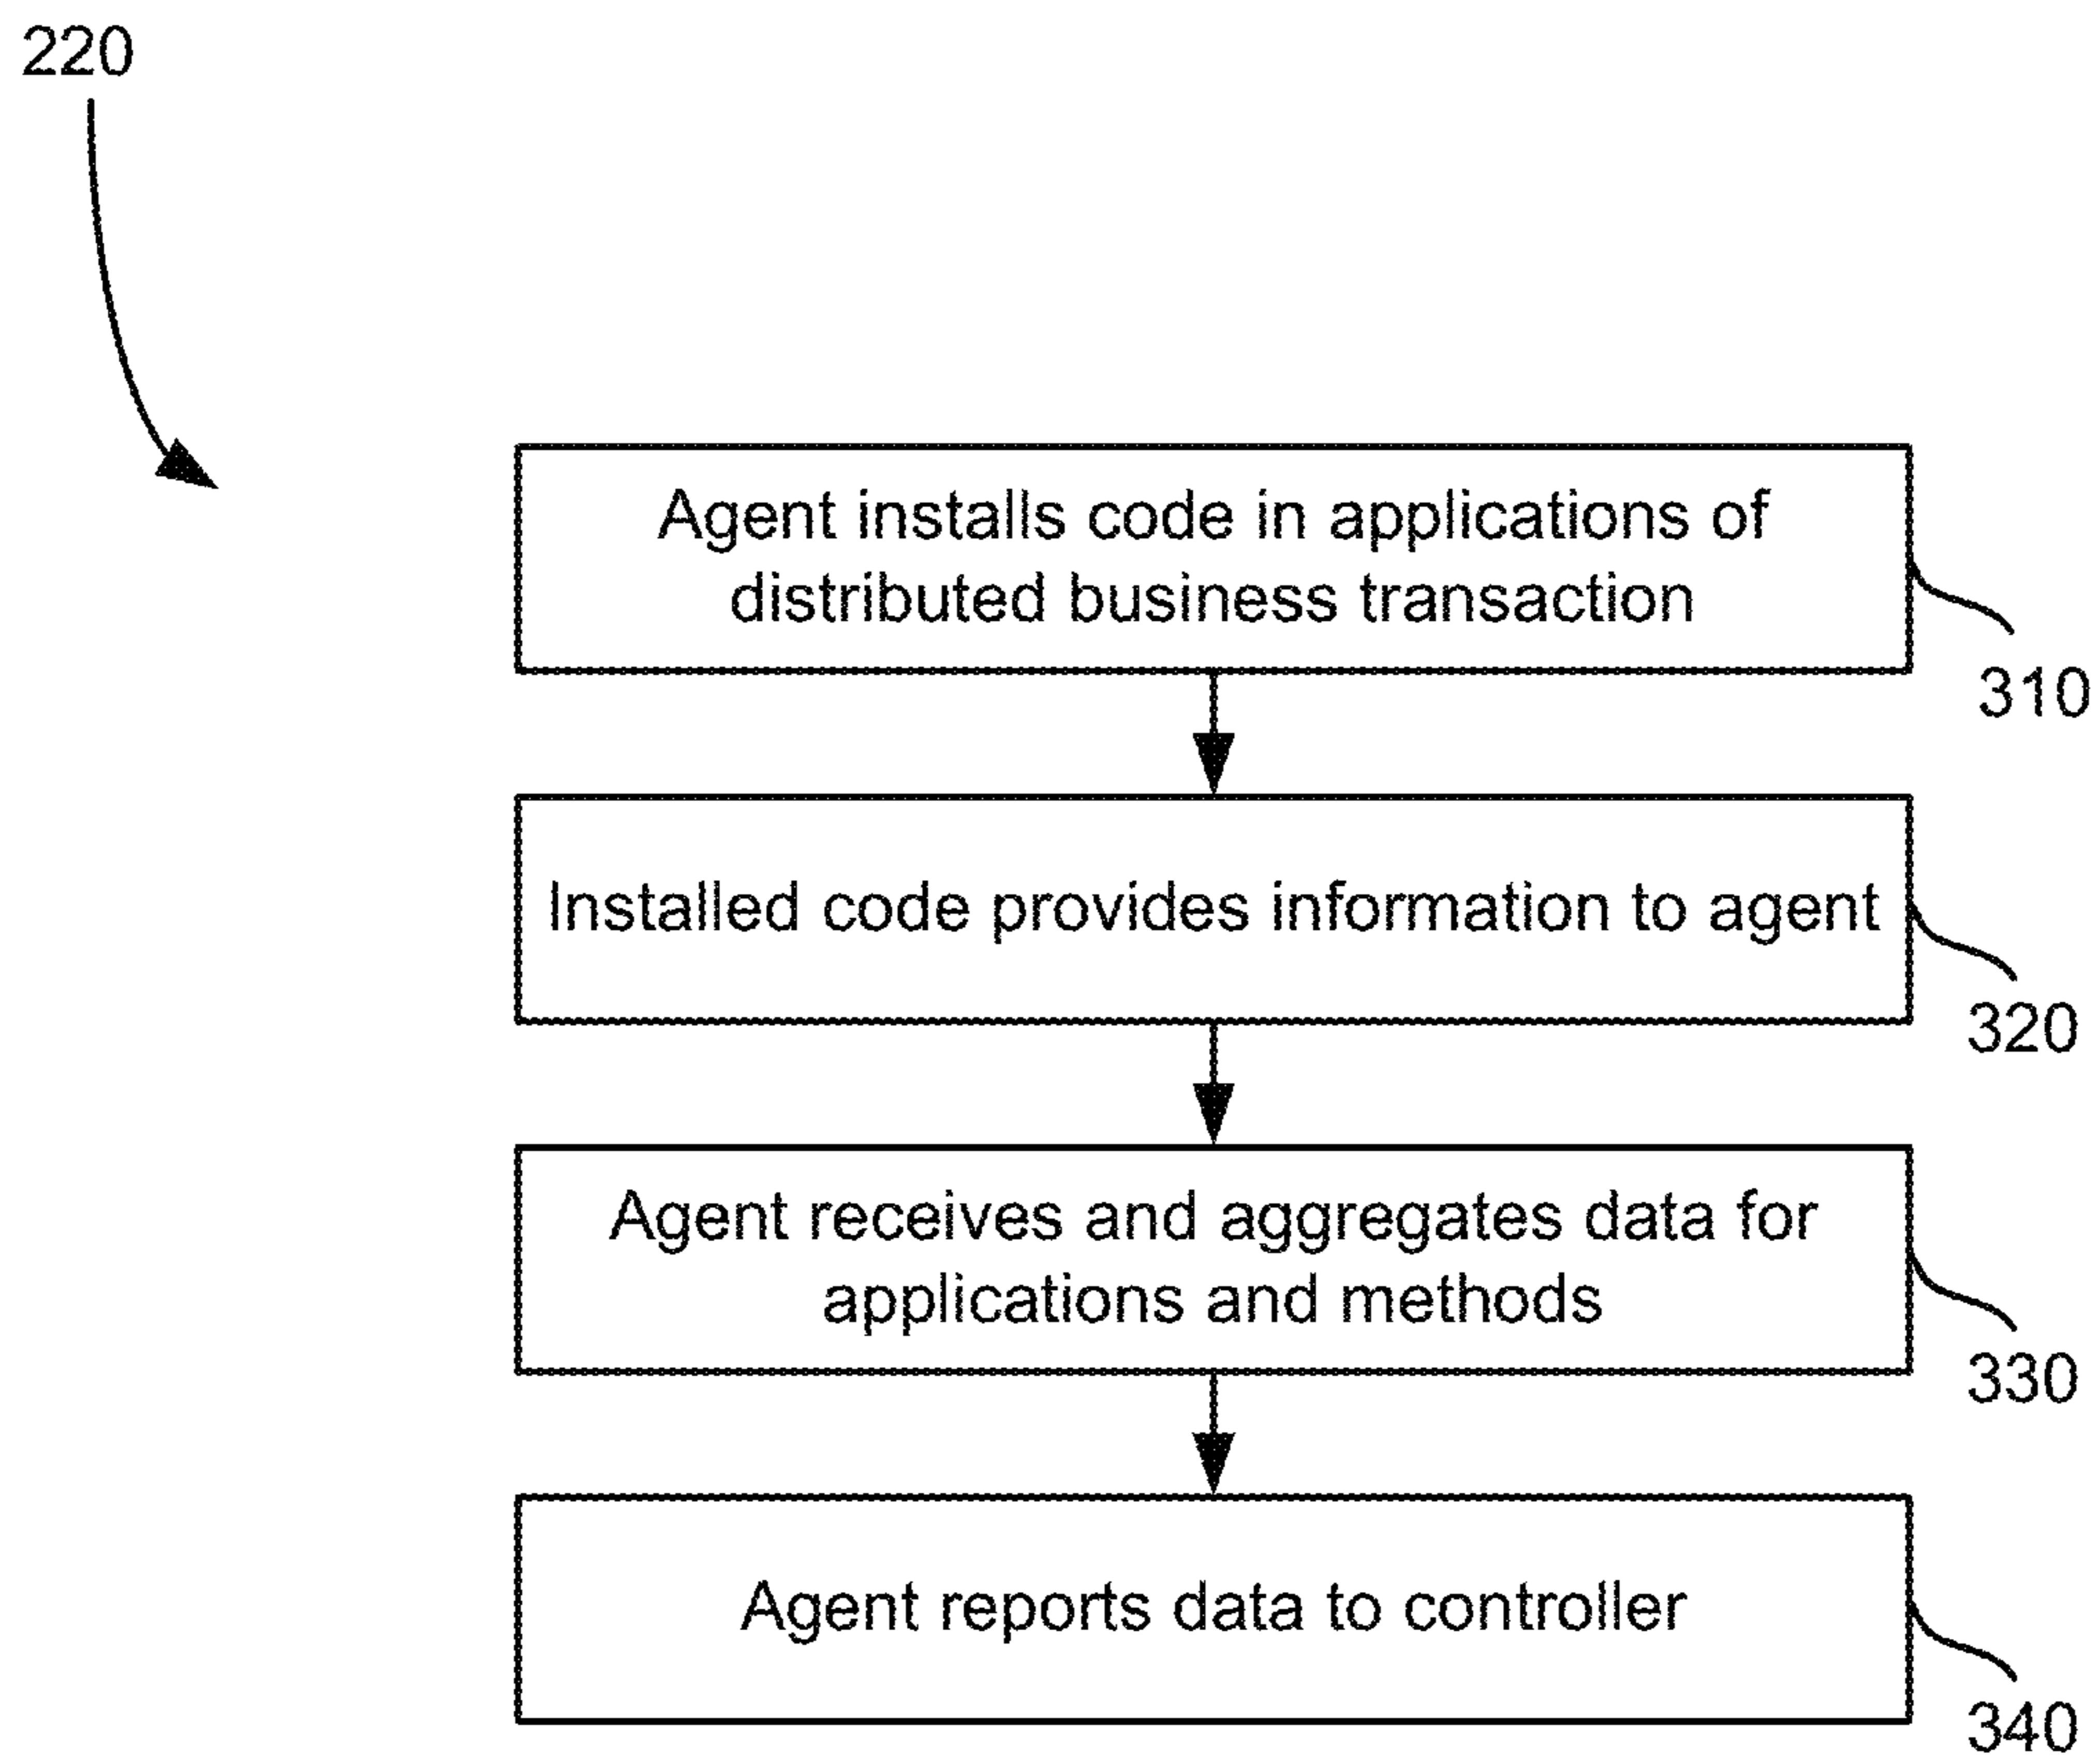 220
Agent installs code in applications of
distributed business transaction
310
Installed code provides information to agent
320
Agent receives and aggregates data for
applications and methods
330
Agent reports data to controller
340